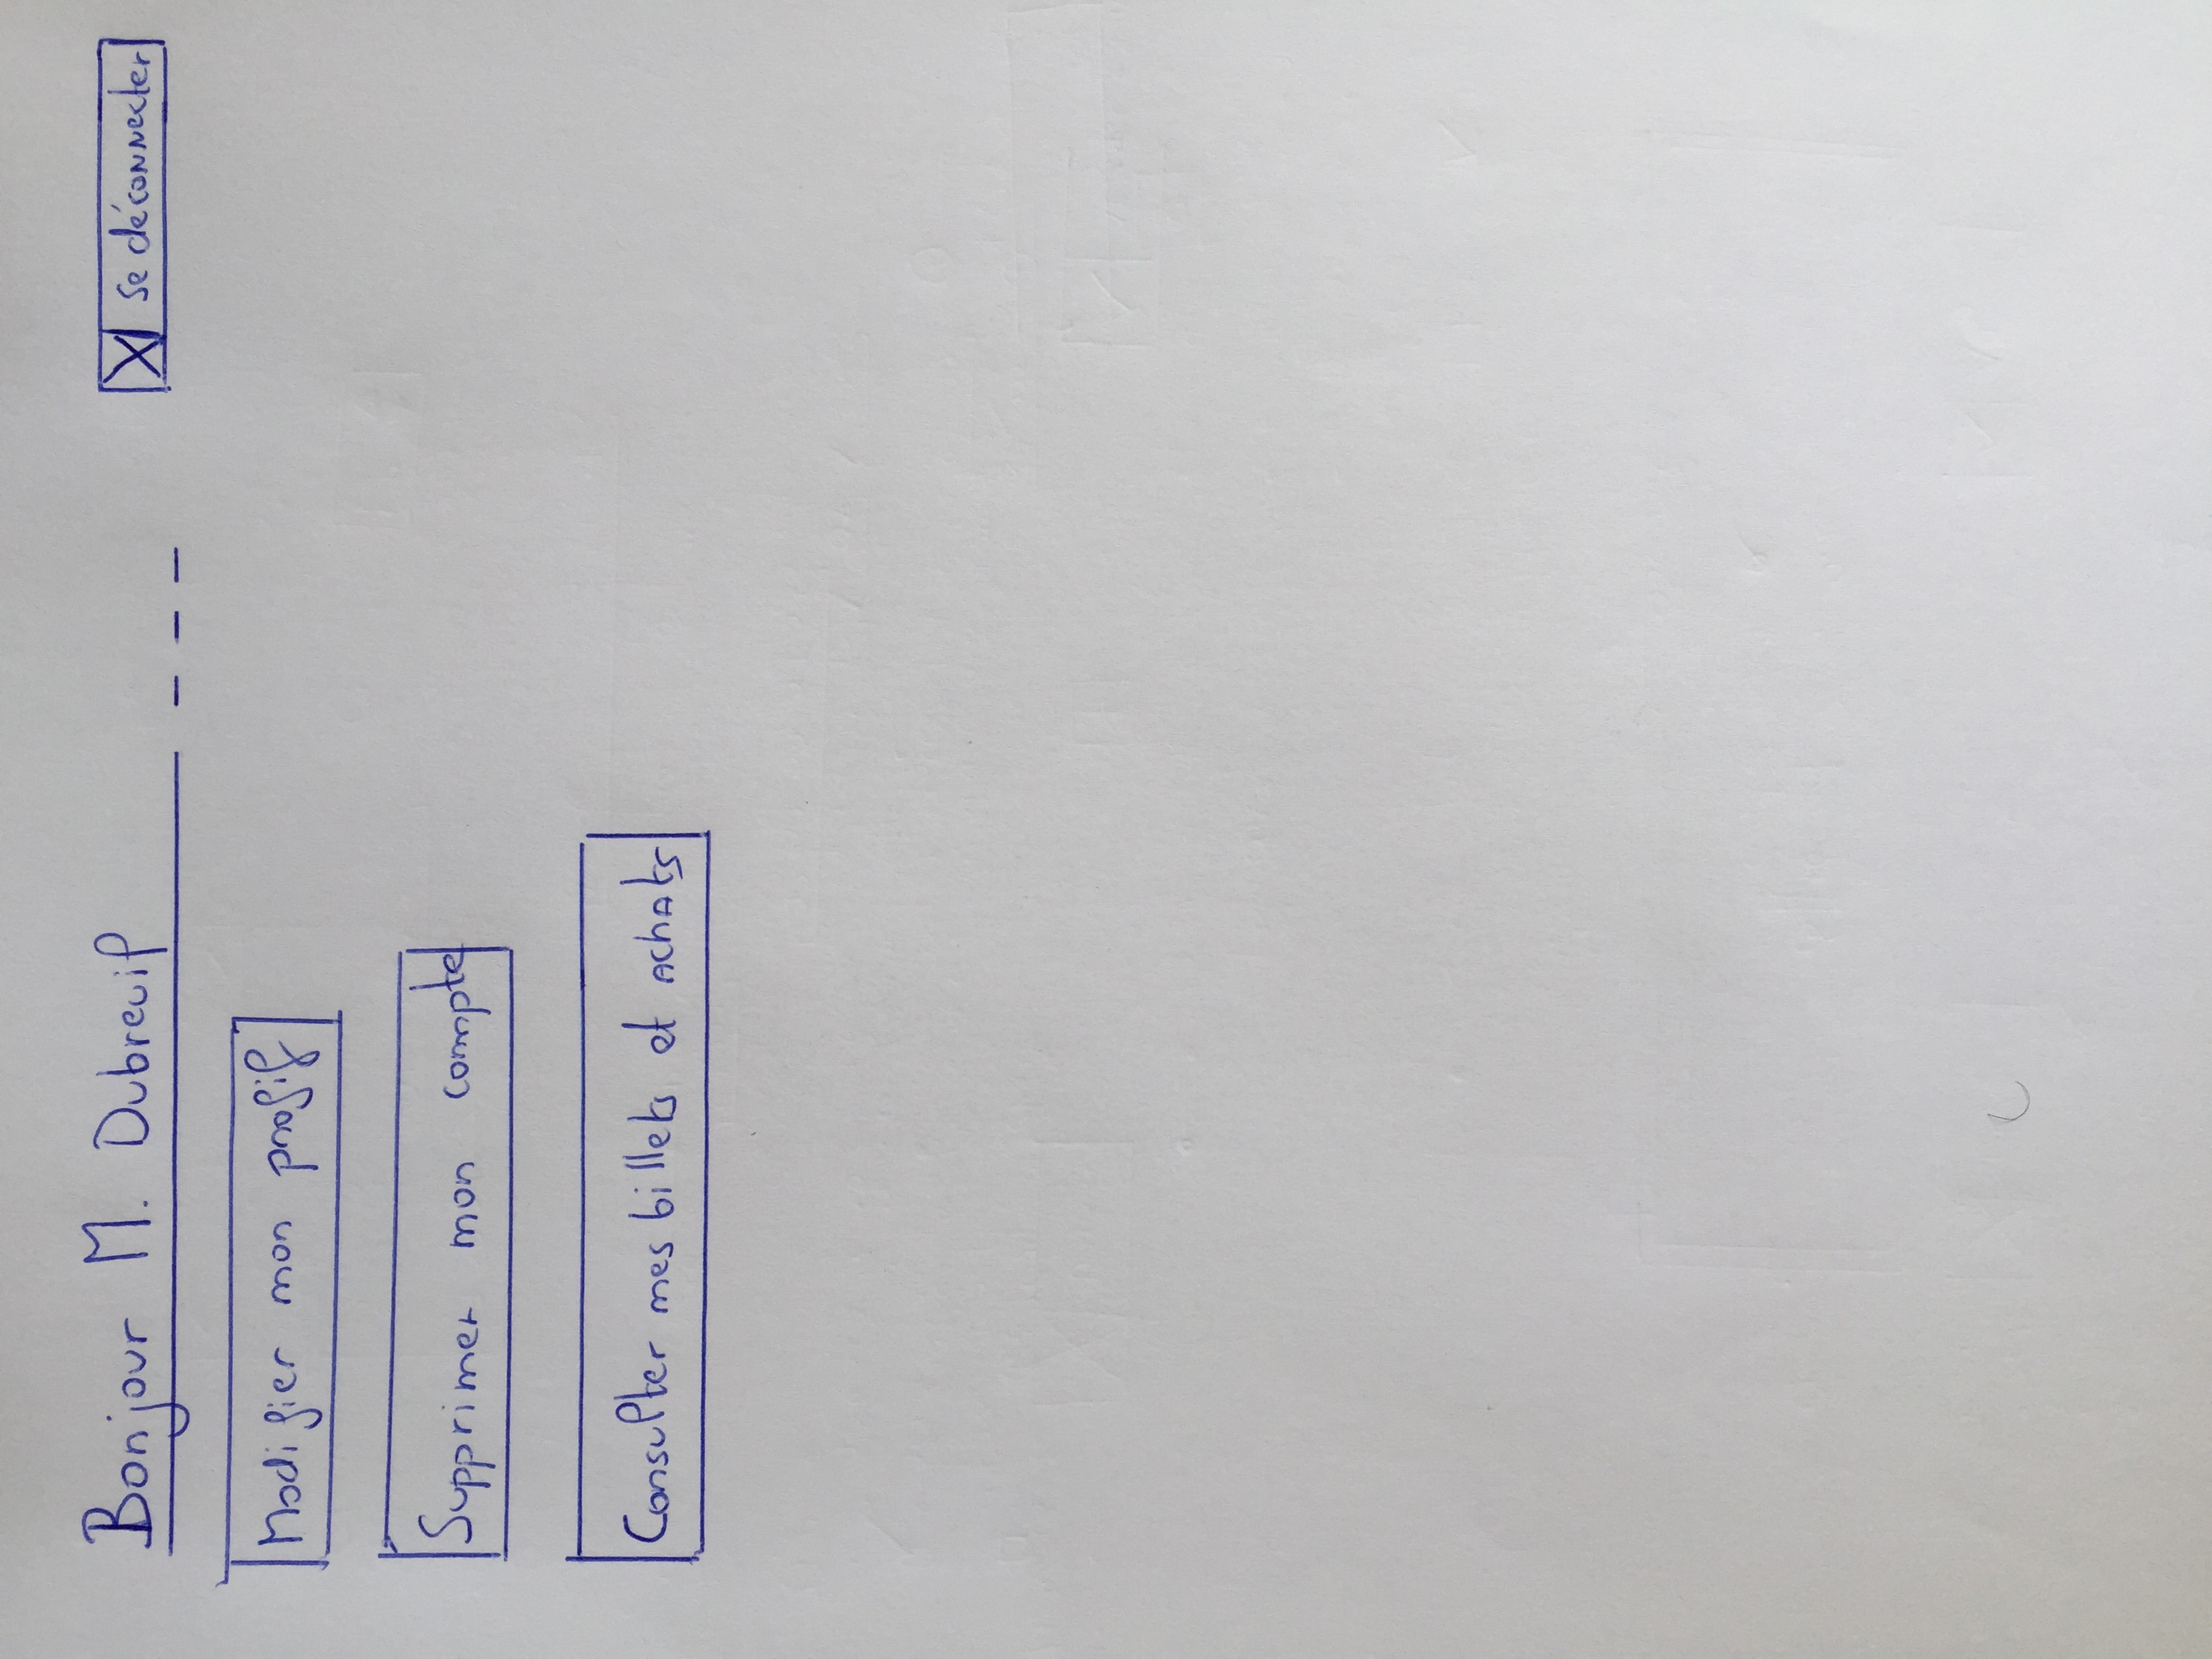 Bonjour M. Dubreuil
X se déconnecter
Modifier mon profil
Supprimer mon compte
Consulter mes billets et achats